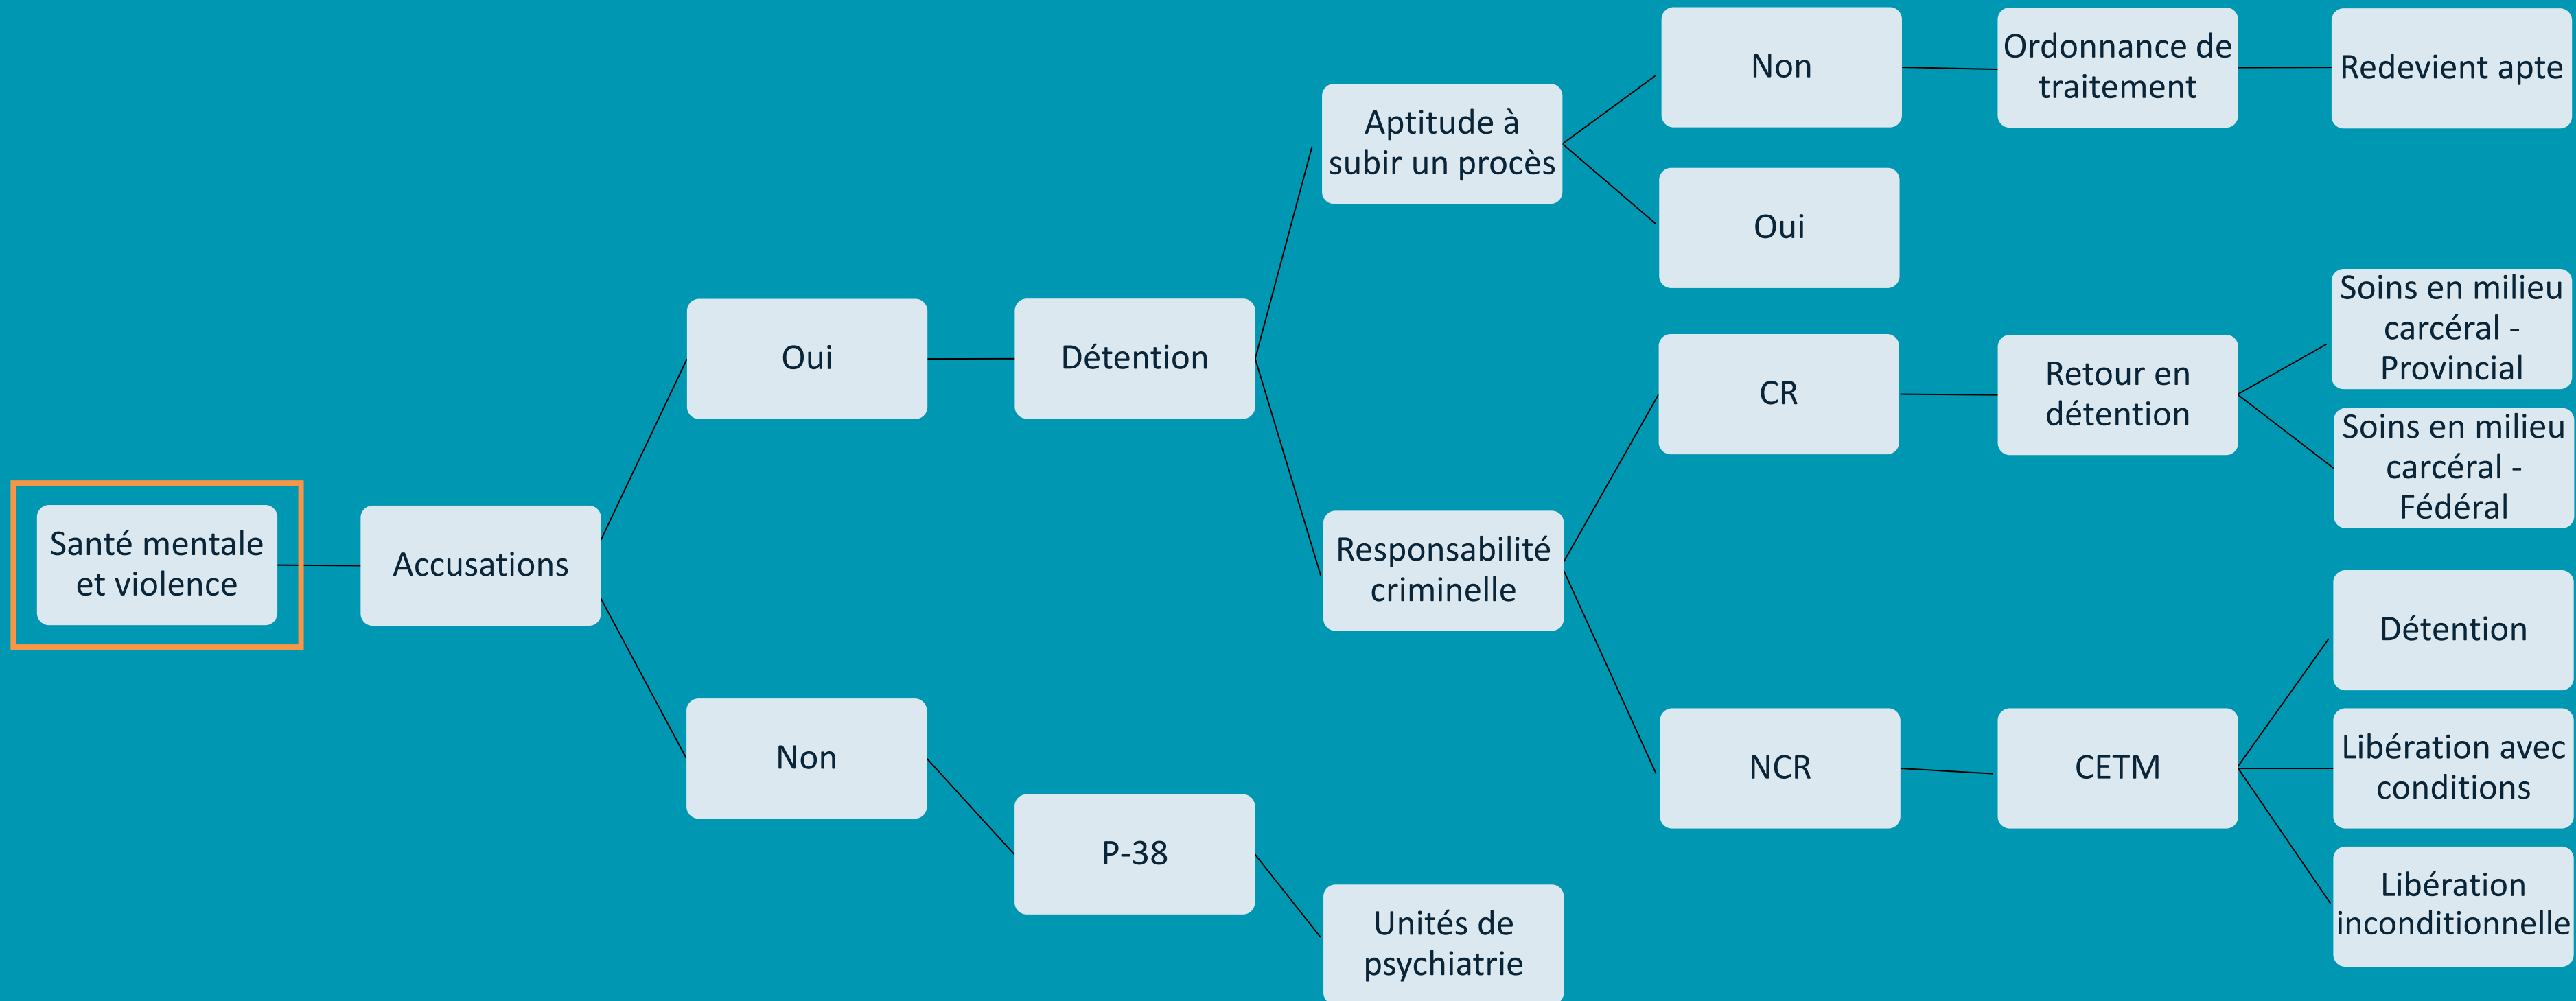 Santé mentale
et violence
Accusations
Oui
Détention
Aptitude à
subir un procès
Non
Ordonnance de
traitement
Redevient apte
Oui
Responsabilité
criminelle
CR
Retour en
détention
Soins en milieu
carcéral -
Provincial
Soins en milieu
carcéral -
Fédéral
NCR
CETM
Détention
Libération avec
conditions
Libération
inconditionnelle
Non
P-38
Unités de
psychiatrie